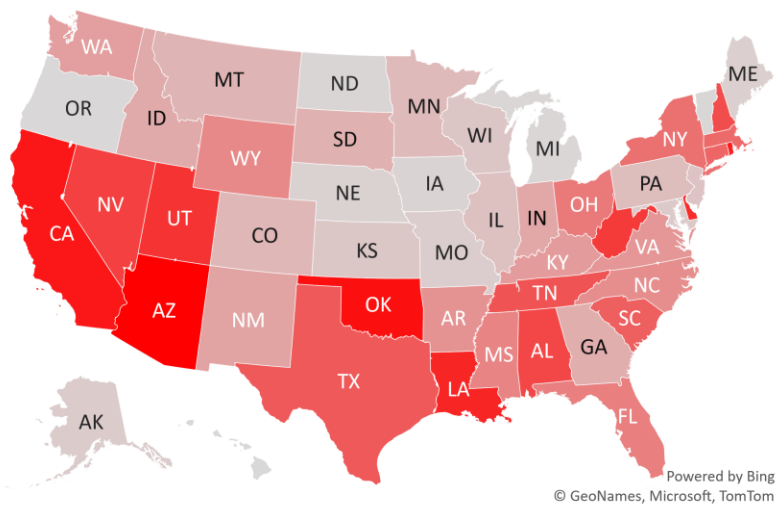 WA
MT
ND
MN
ME
OR
ID
SD
WI
MI
NY
WY
IA
PA
NE
NV
UT
CO
IL
IN
OH
CA
KS
MO
KY
VA
AZ
NM
OK
AR
TN
NC
TX
LA
MS
AL
GA
SC
AK
FL
Powered by Bing
© GeoNames, Microsoft, TomTom